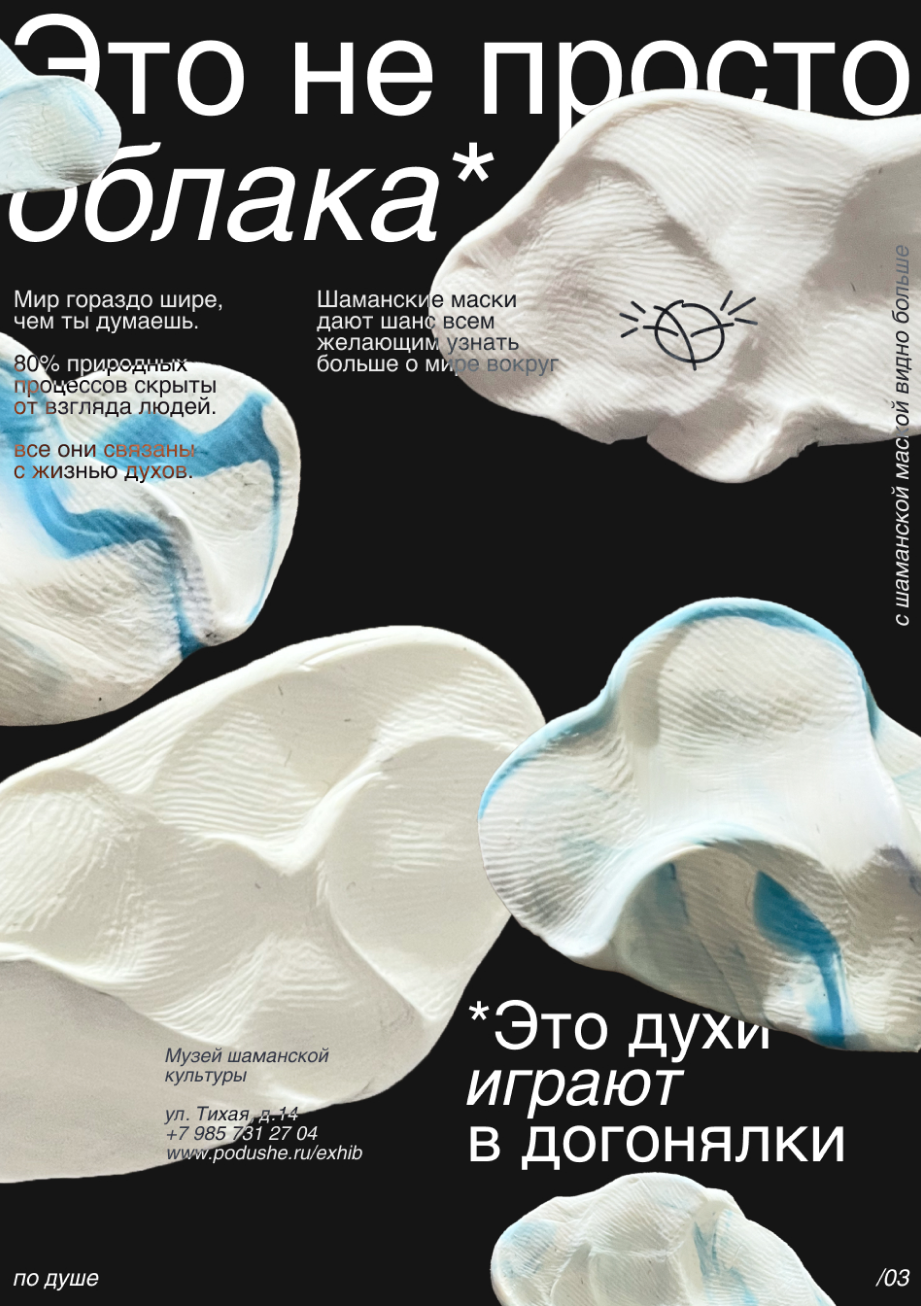 Это не просто
облака*
Мир гораздо шире,
чем ты думаешь.
80% природных
процессов скрыты
от взгляда людей.
все они связаны
с жизнью духов.
Шаманские маски
дают шанс всем
желающим узнать
больше о мире вокруг
с шаманской маской видно больше
*Это духи
играют
в догонялки
Музей шаманской
культуры
ул. Тихая, д.14
+7 985 731 27 04
www.podushe.ru/exhib
по душе
/03